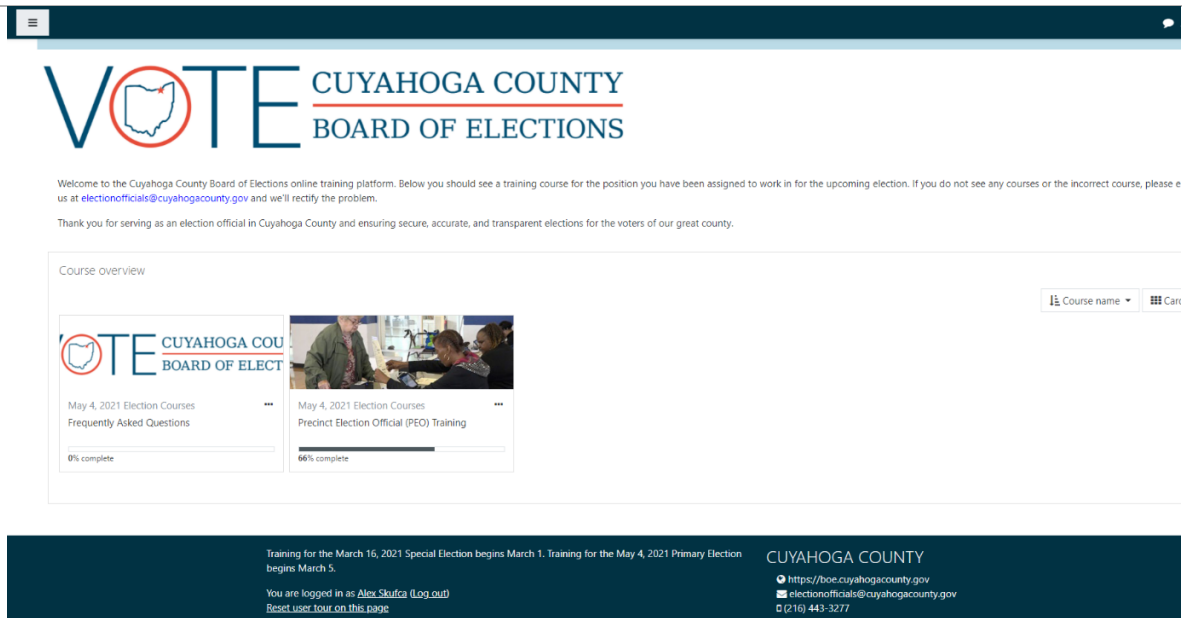 VOTE CUYAHOGA COUNTY
BOARD OF ELECTIONS
Welcome to the Cuyahoga County Board of Elections online training platform. Below you should see a training course for the position you have been assigned to work in for the upcoming election. If you do not see any courses or the incorrect course, please e
us at electionofficials@cuyahogacounty.gov and we'll rectify the problem.
Thank you for serving as an election official in Cuyahoga County and ensuring secure, accurate, and transparent elections for the voters of our great county.
Course overview
Course name
Card
OTE CUYAHOGA COU
BOARD OF ELECT
May 4, 2021 Election Courses
Frequently Asked Questions
0% complete
May 4, 2021 Election Courses
Precinct Election Official (PEO) Training
66% complete
Training for the March 16, 2021 Special Election begins March 1. Training for the May 4, 2021 Primary Election
begins March 5.
You are logged in as Alex Skufca (Log out)
Reset user tour on this page
CUYAHOGA COUNTY
https://boe.cuyahogacounty.gov
electionofficials@cuyahogacounty.gov
(216) 443-3277